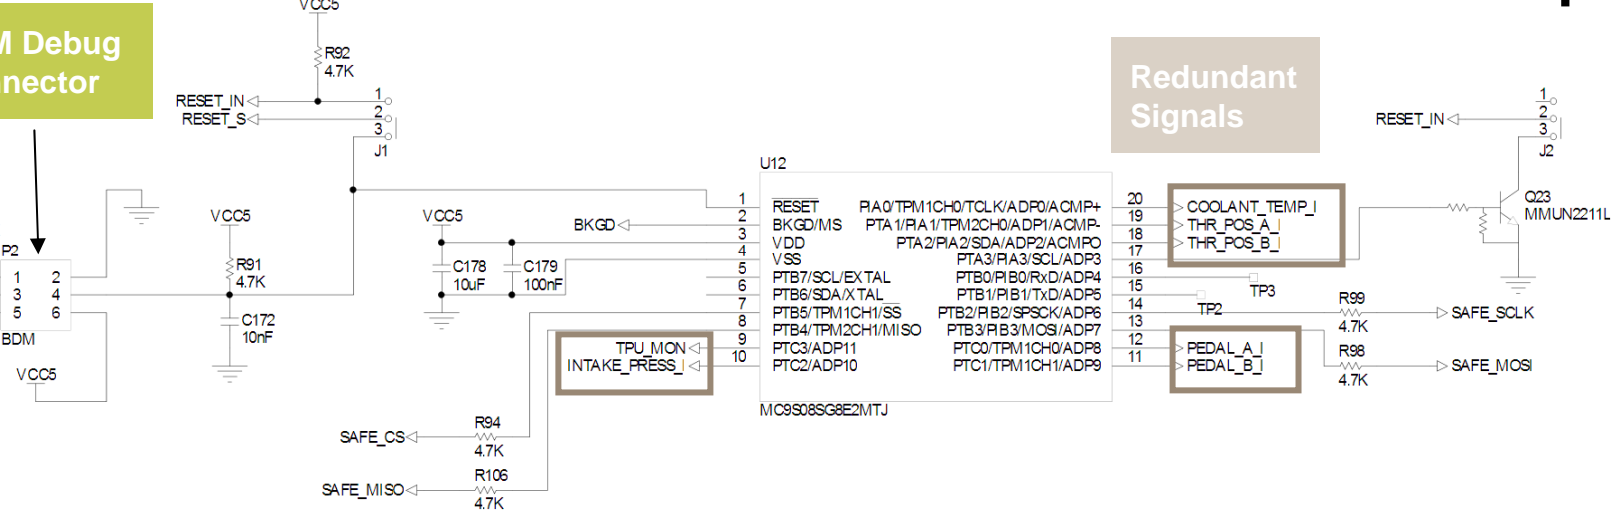 VCC5
M Debug
nnector
R92
4.7K
RESET_IN
RESET_S
1
2
3
J1
Redundant
Signals
RESET_IN
1
2
3
J2
Q23
MMUN2211L
U12
1 RESET PIA0/TPM1CH0/TCLK/ADP0/ACMP+ 20 COOLANT_TEMP_I
BKGD 2 BKGD/MS PTA1/PIA1/TPM2CH0/ADP1/ACMP- 19 THR_POS_A_I
3 VDD PTA2/PIA2/SDA/ADP2/ACMPO 18 THR_POS_B_I
4 VSS PTA3/PIA3/SCL/ADP3 17
5 PTB7/SCL/EXTAL PTB0/PIB0/RxD/ADP4 16 TP3
6 PTB6/SDA/XTAL PTB1/PIB1/TxD/ADP5 15 TP2
7 PTB5/TPM1CH1/SS PTB2/PIB2/SPSCK/ADP6 14
8 PTB4/TPM2CH1/MISO PTB3/PIB3/MOSI/ADP7 13
TPU_MON 9 PTC3/ADP11 PTC0/TPM1CH0/ADP8 12 PEDAL_A_I
INTAKE_PRESS_I 10 PTC2/ADP10 PTC1/TPM1CH1/ADP9 11 PEDAL_B_I
MC9S08SG8E2MTJ
R99
4.7K
SAFE_SCLK
R98
4.7K
SAFE_MOSI
VCC5
C178
10uF
C179
100nF
VCC5
R91
4.7K
C172
10nF
P2
1 2
3 4
5 6
BDM
VCC5
SAFE_CS
R94
4.7K
SAFE_MISO
R106
4.7K